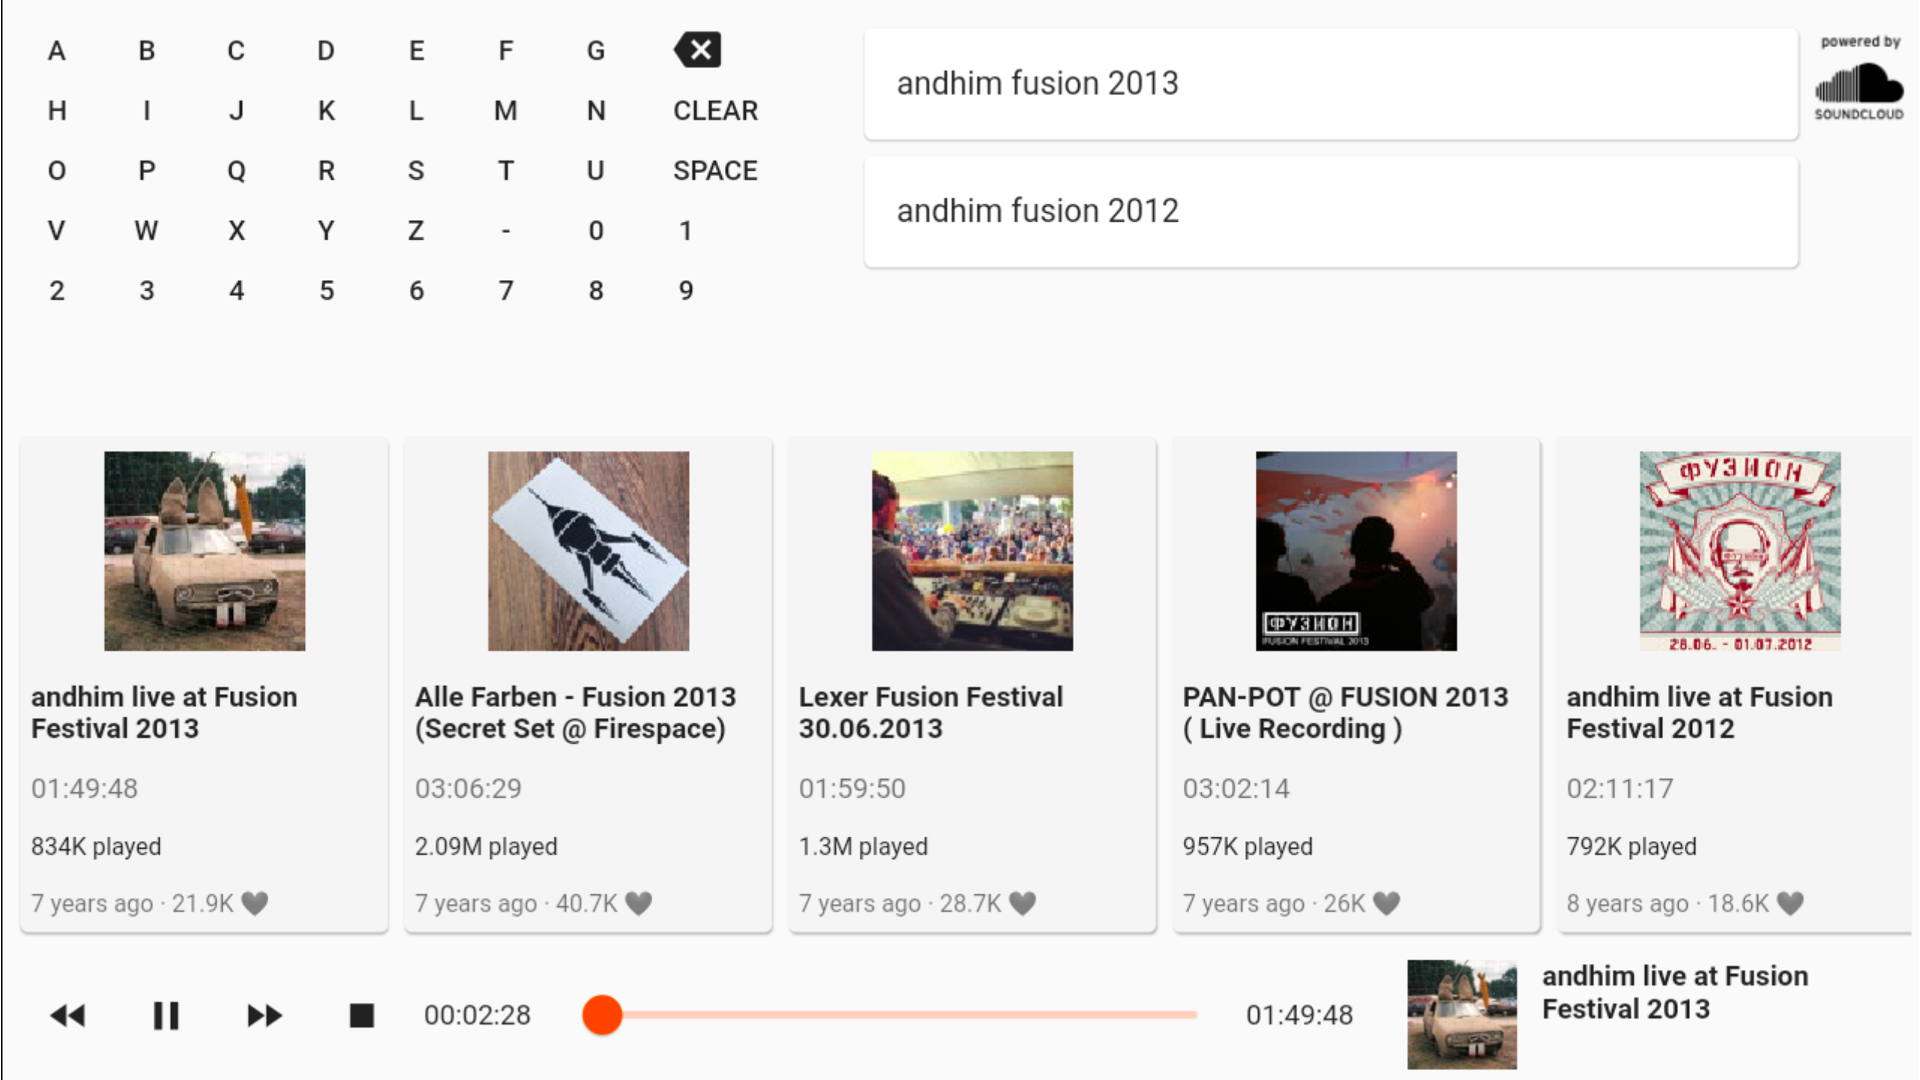 A B C D E F G
H I J K L M N CLEAR
O P Q R S T U SPACE
V W X Y Z - 0 1
2 3 4 5 6 7 8 9
andhim fusion 2013
andhim fusion 2012
powered by
SOUNDCLOUD
ФУЗИОН
FUSION FESTIVAL 2013
ФУЗИОН
28.06. - 01.07.2012
andhim live at Fusion
Festival 2013
01:49:48
834K played
7 years ago · 21.9K
Alle Farben - Fusion 2013
(Secret Set @ Firespace)
03:06:29
2.09M played
7 years ago · 40.7K
Lexer Fusion Festival
30.06.2013
01:59:50
1.3M played
7 years ago · 28.7K
PAN-POT @ FUSION 2013
( Live Recording )
03:02:14
957K played
7 years ago · 26K
andhim live at Fusion
Festival 2012
02:11:17
792K played
8 years ago · 18.6K
00:02:28
01:49:48
andhim live at Fusion
Festival 2013